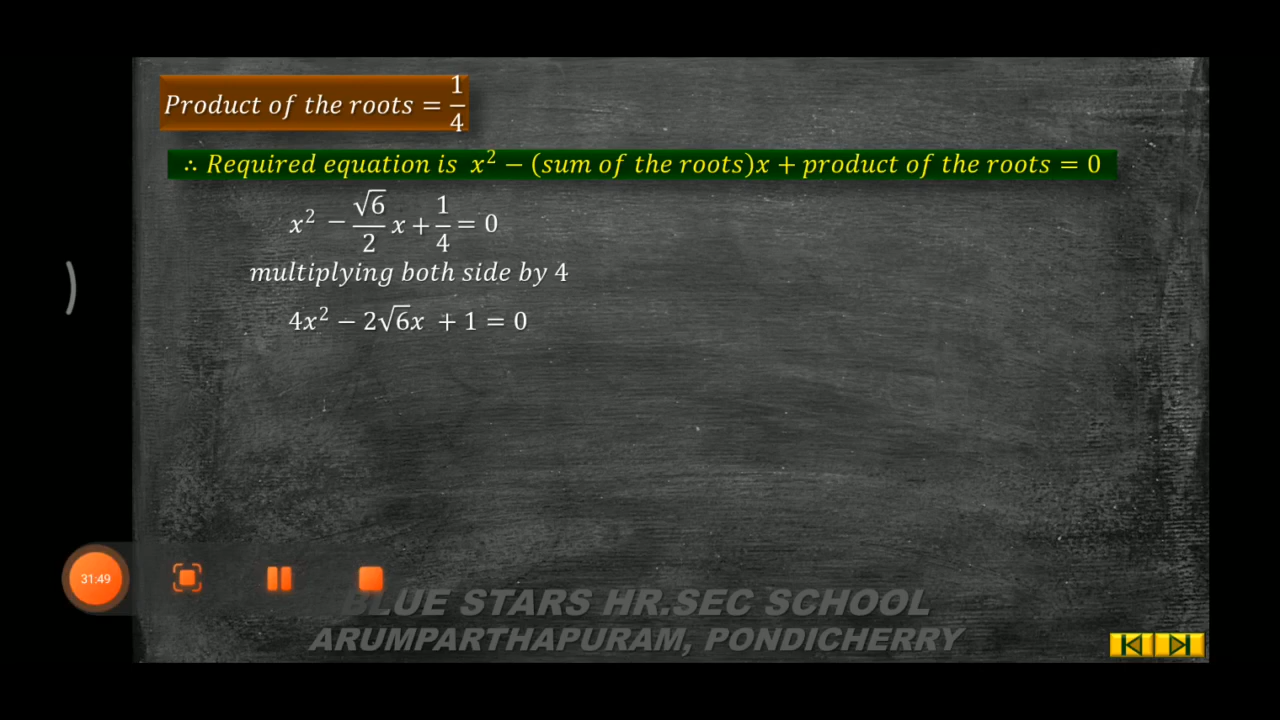 Product of the roots = 1/4
∴ Required equation is x² − (sum of the roots)x + product of the roots = 0
x² − √6/2 x + 1/4 = 0
multiplying both side by 4
4x² − 2√6x + 1 = 0
31:49
BLUE STARS HR.SEC SCHOOL
ARUMPARTHAPURAM, PONDICHERRY